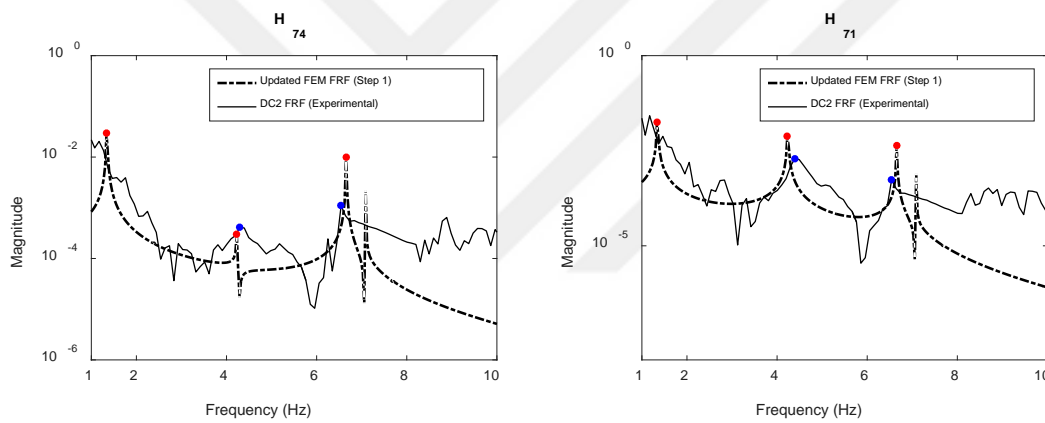 H
74
10 0
10 -2
10 -4
10 -6
Magnitude
1 2 4 6 8 10
Frequency (Hz)
Updated FEM FRF (Step 1)
DC2 FRF (Experimental)
H
71
10 0
10 -5
Magnitude
1 2 4 6 8 10
Frequency (Hz)
Updated FEM FRF (Step 1)
DC2 FRF (Experimental)